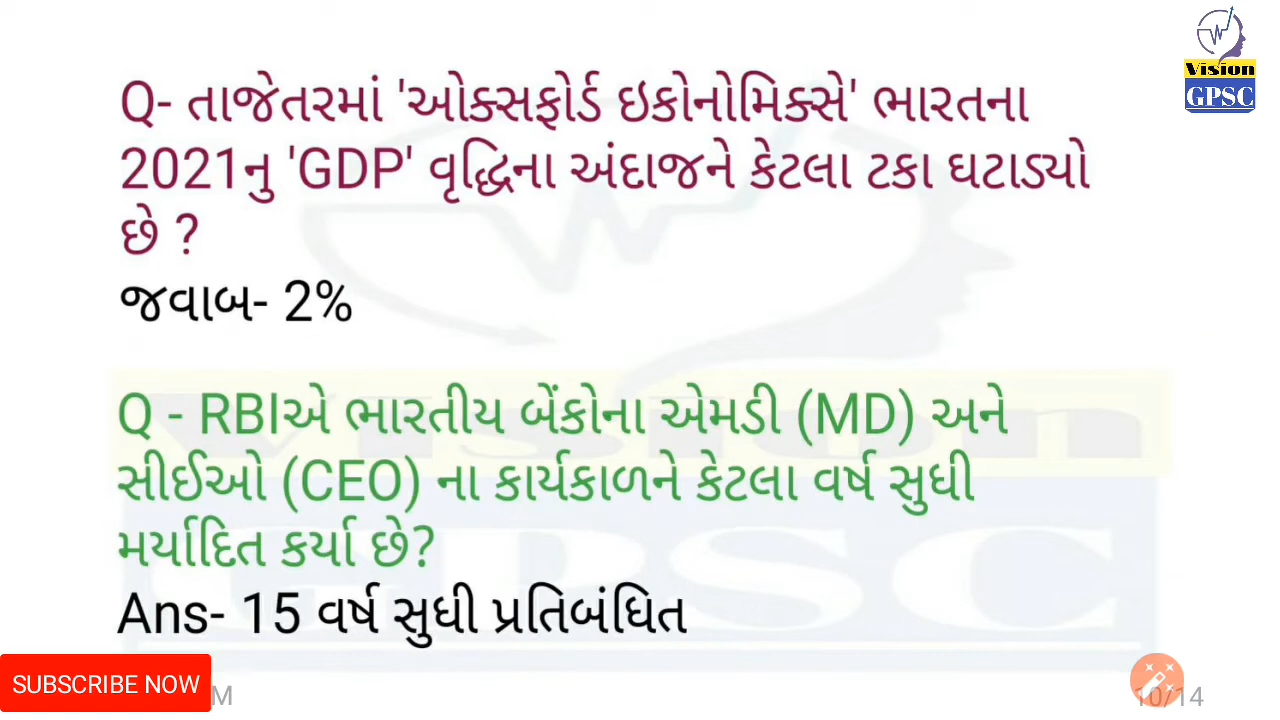 Vision
GPSC
Q- તાજેતરમાં 'ઓક્સફોર્ડ ઇકોનોમિક્સે' ભારતના
2021નુ 'GDP' વૃદ્ધિના અંદાજને કેટલા ટકા ઘટાડ્યો
છે ?
જવાબ- 2%
Q - RBIએ ભારતીય બેંકોના એમડી (MD) અને
સીઈઓ (CEO) ના કાર્યકાળને કેટલા વર્ષ સુધી
મર્યાદિત કર્યા છે?
Ans- 15 વર્ષ સુધી પ્રતિબંધિત
SUBSCRIBE NOW
M
10/14